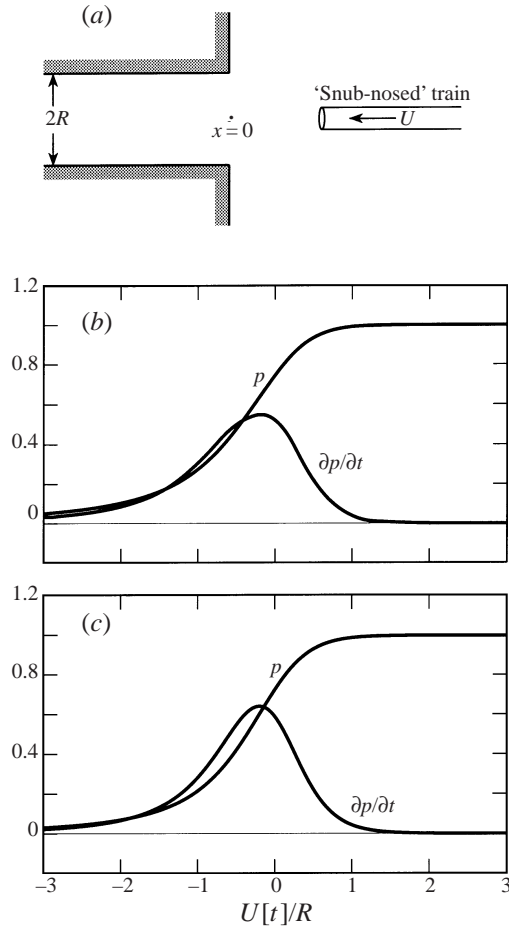 (a)
'Snub-nosed' train
U
2R
x = 0
1.2
(b)
0.8
p
0.4
∂p/∂t
0
1.2
(c)
0.8
p
0.4
∂p/∂t
0
–3 –2 –1 0 1 2 3
U[t]/R